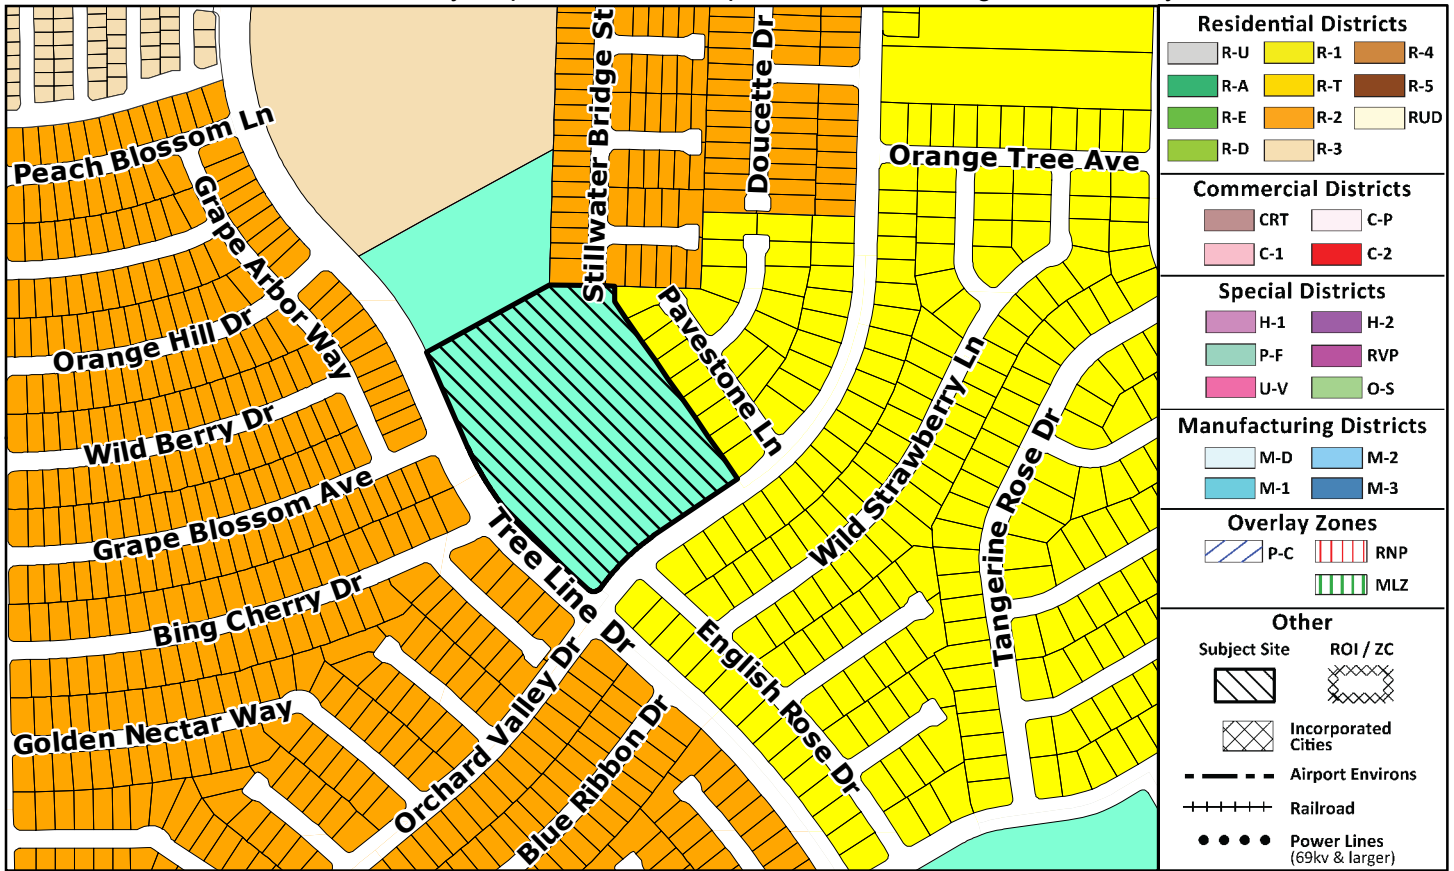 Stillwater Bridge St
Doucette Dr
Peach Blossom Ln
Orange Tree Ave
Grape Arbor Way
Orange Hill Dr
Pavestone Ln
Wild Berry Dr
Wild Strawberry Ln
Grape Blossom Ave
Tangerine Rose Dr
Tree Line Dr
Bing Cherry Dr
English Rose Dr
Orchard Valley Dr
Golden Nectar Way
Blue Ribbon Dr
Residential Districts
R-U R-1 R-4
R-A R-T R-5
R-E R-2 RUD
R-D R-3
Commercial Districts
CRT C-P
C-1 C-2
Special Districts
H-1 H-2
P-F RVP
U-V O-S
Manufacturing Districts
M-D M-2
M-1 M-3
Overlay Zones
P-C RNP
MLZ
Other
Subject Site ROI / ZC
Incorporated
Cities
Airport Environs
Railroad
Power Lines
(69kv & larger)